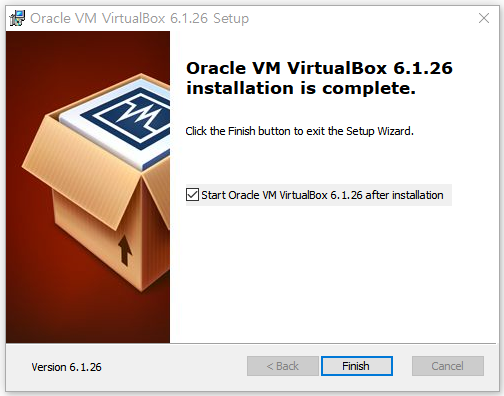 Oracle VM VirtualBox 6.1.26 Setup
Oracle VM VirtualBox 6.1.26
installation is complete.
Click the Finish button to exit the Setup Wizard.
Start Oracle VM VirtualBox 6.1.26 after installation
Version 6.1.26
< Back
Finish
Cancel